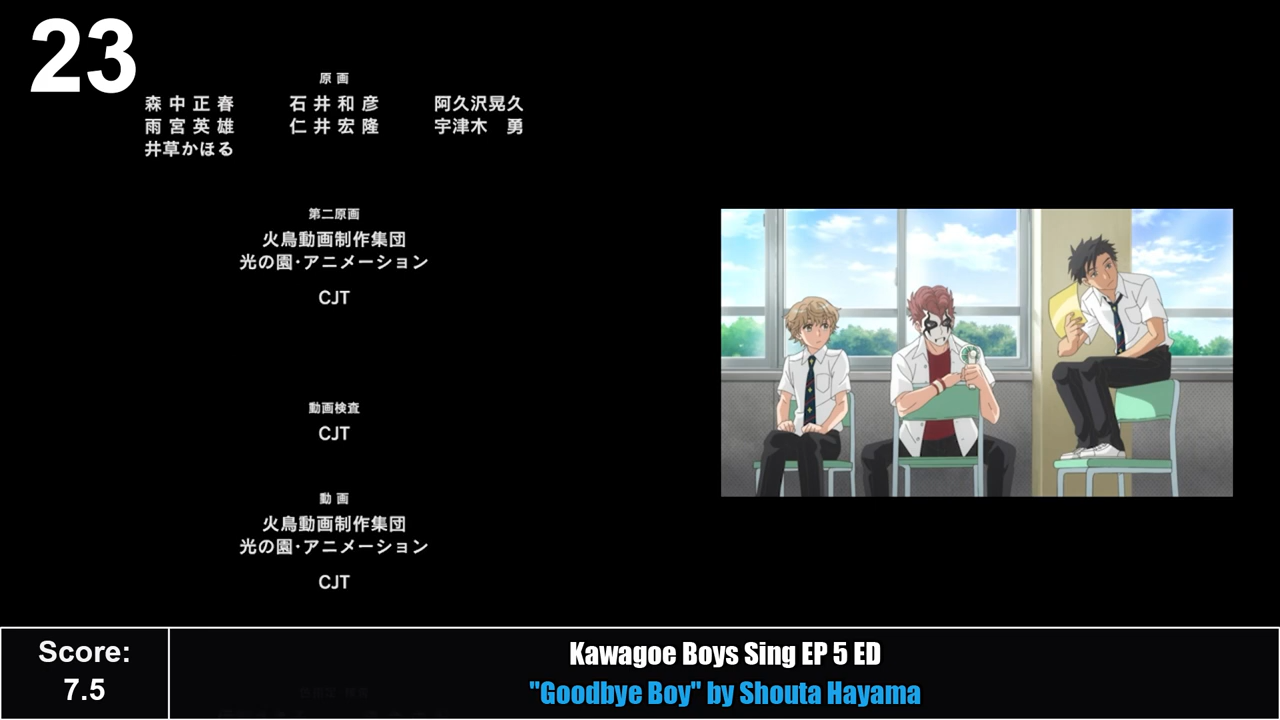 23
原画
森中正春 石井和彦 阿久沢晃久
雨宮英雄 仁井宏隆 宇津木 勇
井草かほる
第二原画
火鳥動画制作集団
光の園・アニメーション
CJT
動画検査
CJT
動画
火鳥動画制作集団
光の園・アニメーション
CJT
Score:
7.5
Kawagoe Boys Sing EP 5 ED
"Goodbye Boy" by Shouta Hayama